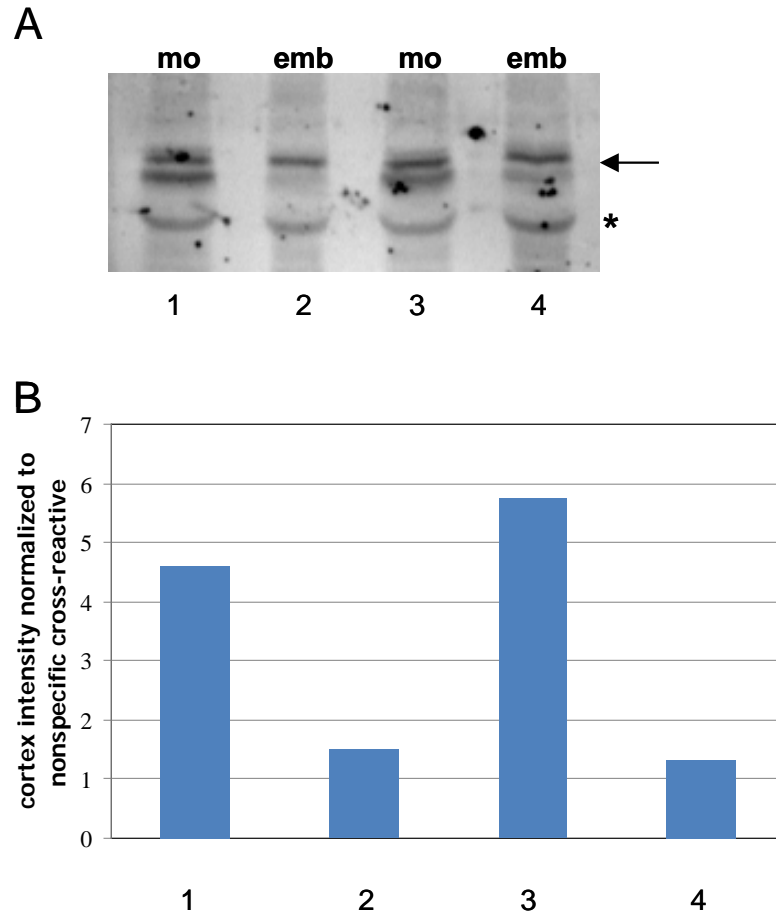 A
mo emb mo emb
*
1 2 3 4
B
7
6
5
4
3
2
1
0
cortex intensity normalized to
nonspecific cross-reactive
1 2 3 4